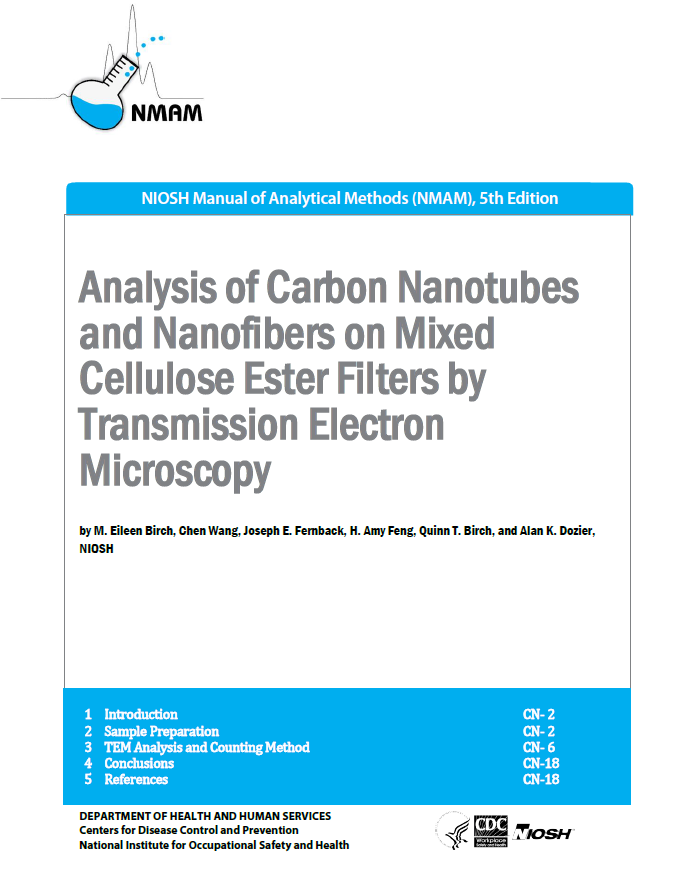 NMAM
NIOSH Manual of Analytical Methods (NMAM), 5th Edition
Analysis of Carbon Nanotubes
and Nanofibers on Mixed
Cellulose Ester Filters by
Transmission Electron
Microscopy
by M. Eileen Birch, Chen Wang, Joseph E. Fernback, H. Amy Feng, Quinn T. Birch, and Alan K. Dozier,
NIOSH
1 Introduction CN- 2
2 Sample Preparation CN- 2
3 TEM Analysis and Counting Method CN- 6
4 Conclusions CN-18
5 References CN-18
DEPARTMENT OF HEALTH AND HUMAN SERVICES
Centers for Disease Control and Prevention
National Institute for Occupational Safety and Health
CDC
Workplace
Safety and Health
NIOSH